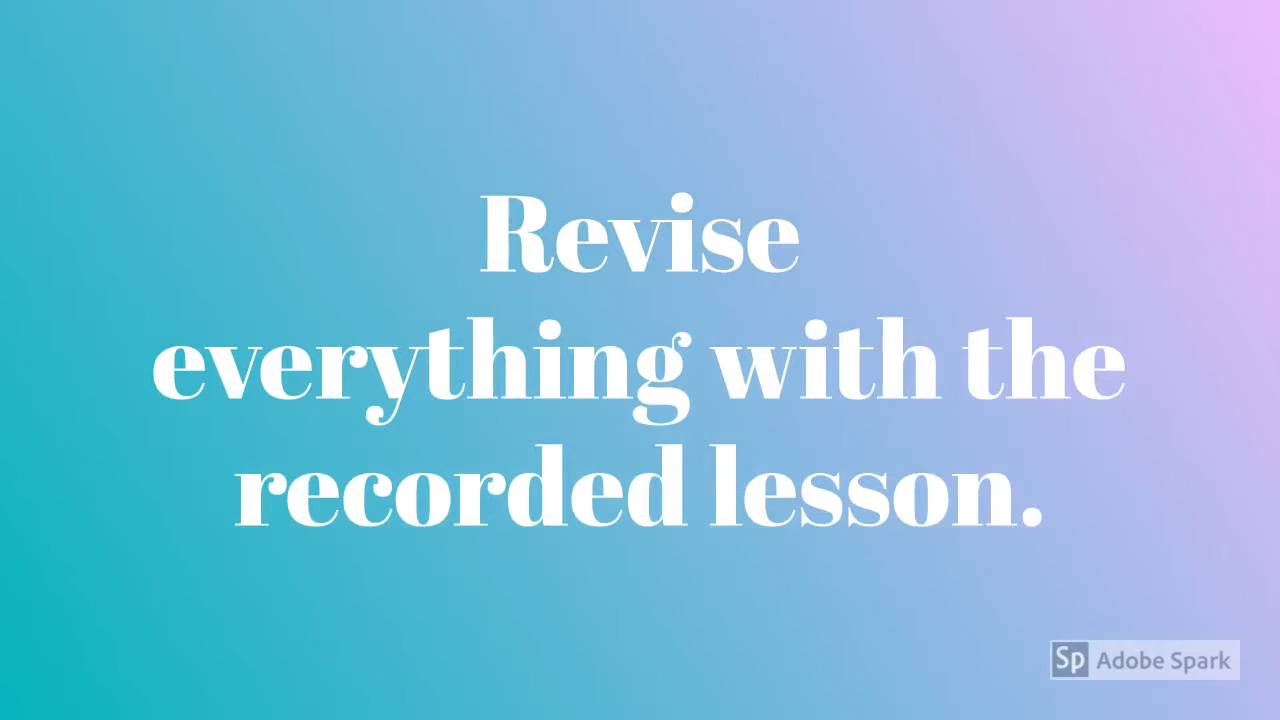 Revise
everything with the
recorded lesson.
Sp Adobe Spark